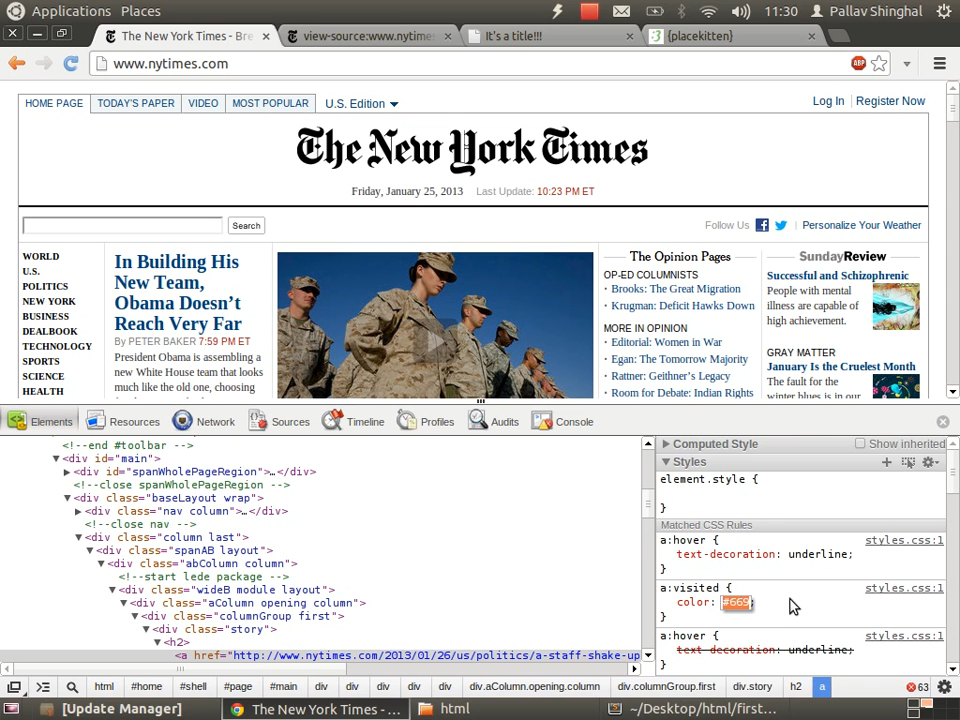 Applications Places 11:30 Pallav Shinghal
The New York Times - Bre × view-source:www.nytimes × It's a title!!! × {placekitten} ×
www.nytimes.com ABP
HOME PAGE TODAY'S PAPER VIDEO MOST POPULAR U.S. Edition Log In Register Now
The New York Times
Friday, January 25, 2013 Last Update: 10:23 PM ET
Search Follow Us Personalize Your Weather
WORLD
U.S.
POLITICS
NEW YORK
BUSINESS
DEALBOOK
TECHNOLOGY
SPORTS
SCIENCE
HEALTH
In Building His
New Team,
Obama Doesn't
Reach Very Far
By PETER BAKER 7:59 PM ET
President Obama is assembling a
new White House team that looks
much like the old one, choosing
The Opinion Pages
OP-ED COLUMNISTS
· Brooks: The Great Migration
· Krugman: Deficit Hawks Down
MORE IN OPINION
· Editorial: Women in War
· Egan: The Tomorrow Majority
· Rattner: Geithner's Legacy
· Room for Debate: Indian Rights
SundayReview
Successful and Schizophrenic
People with mental
illness are capable of
high achievement.
GRAY MATTER
January Is the Cruelest Month
The fault for the
winter blues is in our
Elements Resources Network Sources Timeline Profiles Audits Console
<!--end #toolbar -->
<div id="main">
<div id="spanWholePageRegion">…</div>
<!--close spanWholePageRegion -->
<div class="baseLayout wrap">
<div class="nav column">…</div>
<!--close nav -->
<div class="column last">
<div class="spanAB layout">
<div class="abColumn column">
<!--start lede package -->
<div class="wideB module layout">
<div class="aColumn opening column">
<div class="columnGroup first">
<div class="story">
<h2>
<a href="http://www.nytimes.com/2013/01/26/us/politics/a-staff-shake-up
Computed Style Show inherited
Styles
element.style {
}
Matched CSS Rules
a:hover { styles.css:1
text-decoration: underline;
}
a:visited { styles.css:1
color: #669;
}
a:hover { styles.css:1
text-decoration: underline;
}
html #home #shell #page #main div div div div div div.aColumn.opening.column div.columnGroup.first div.story h2 a 63
[Update Manager] The New York Times - ... html ~/Desktop/html/first...